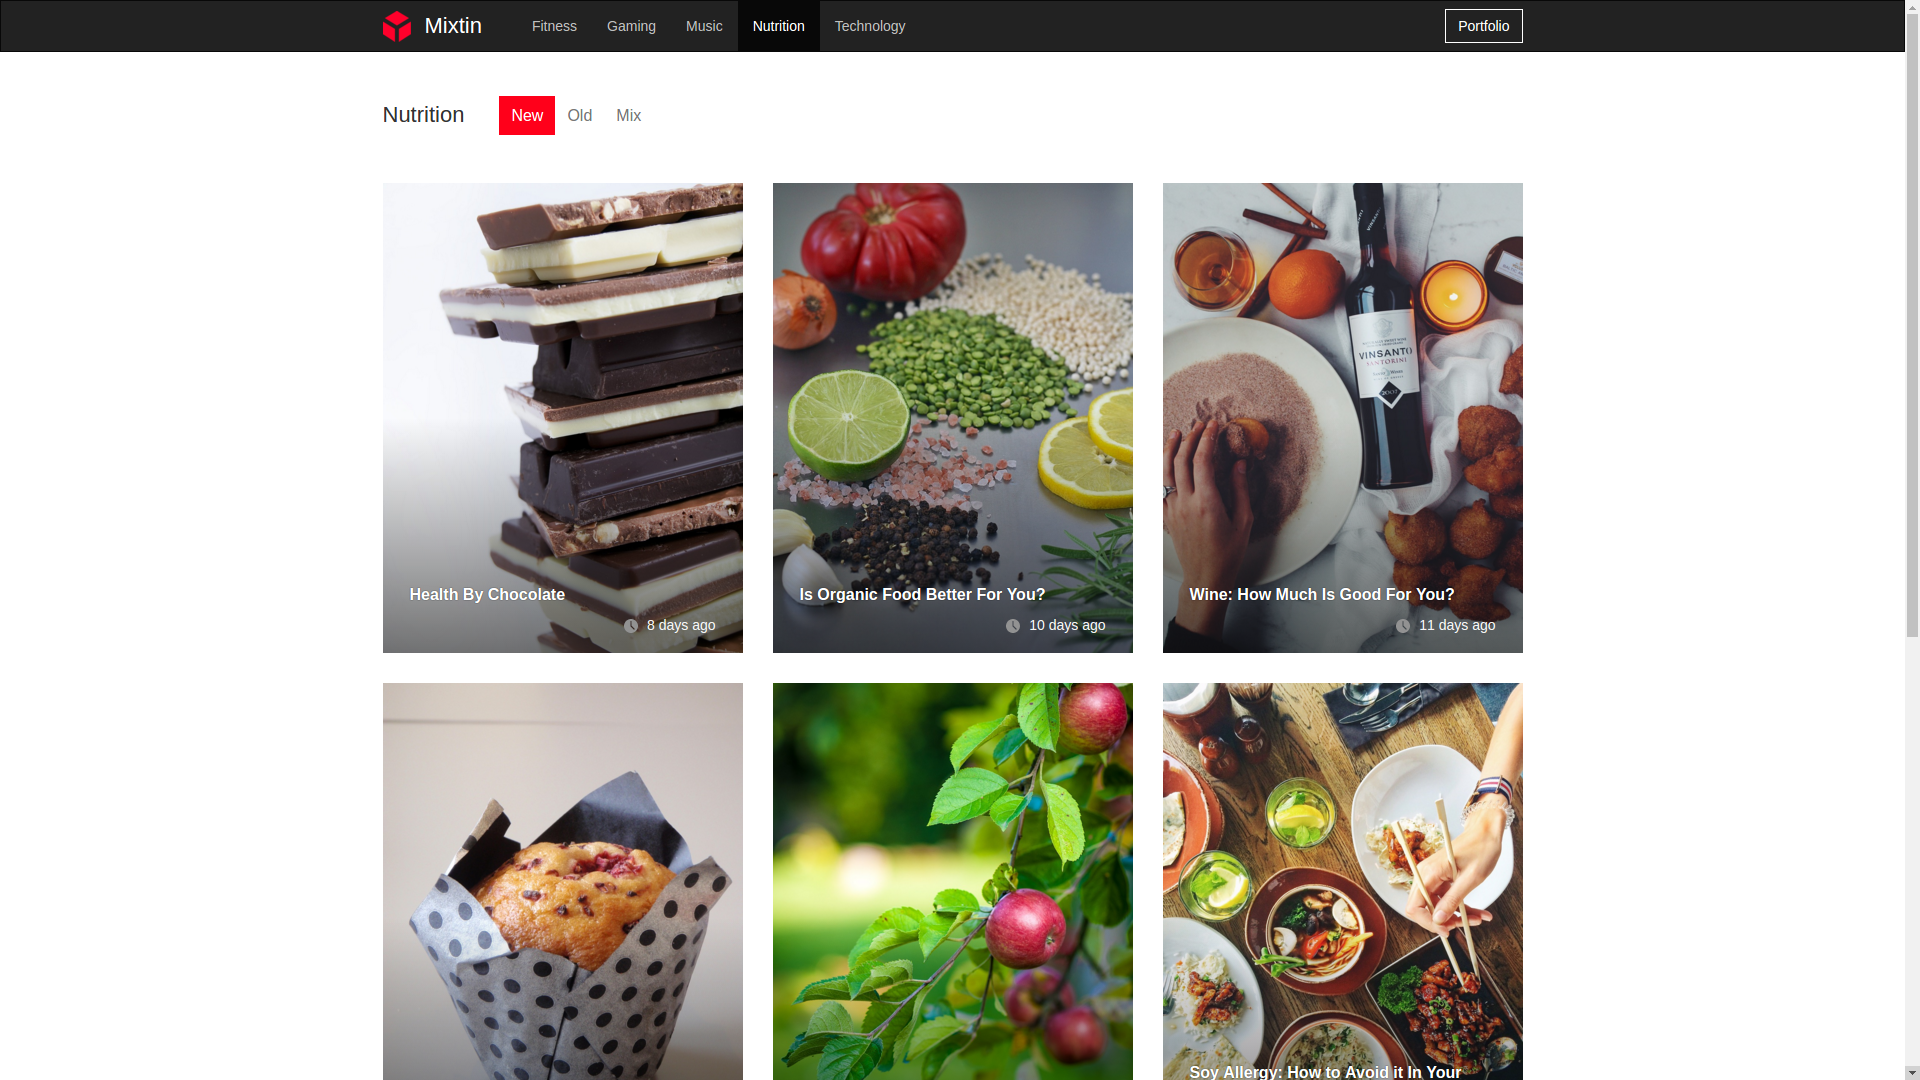 Mixtin
Fitness
Gaming
Music
Nutrition
Technology
Portfolio
Nutrition
New
Old
Mix
VINSANTO
SANTORINI
Health By Chocolate
8 days ago
Is Organic Food Better For You?
10 days ago
Wine: How Much Is Good For You?
11 days ago
Soy Allergy: How to Avoid it In Your